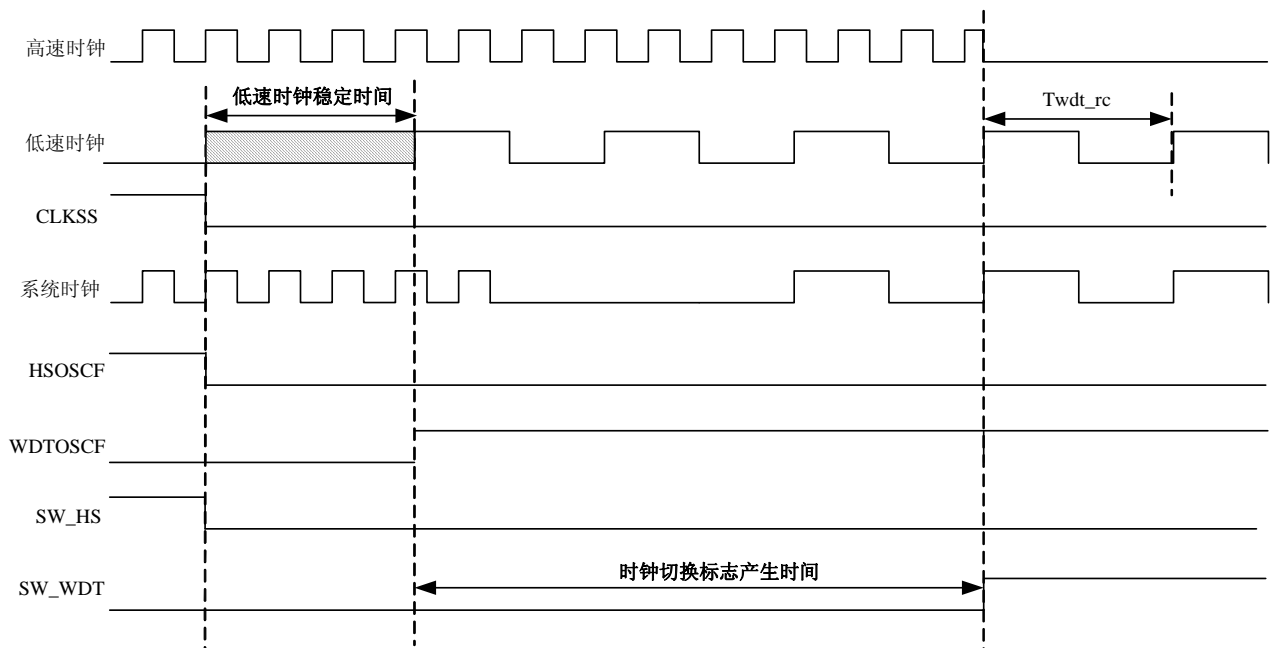 高速时钟
低速时钟稳定时间
Twdt_rc
低速时钟
CLKSS
系统时钟
HSOSCF
WDTOSCF
SW_HS
时钟切换标志产生时间
SW_WDT